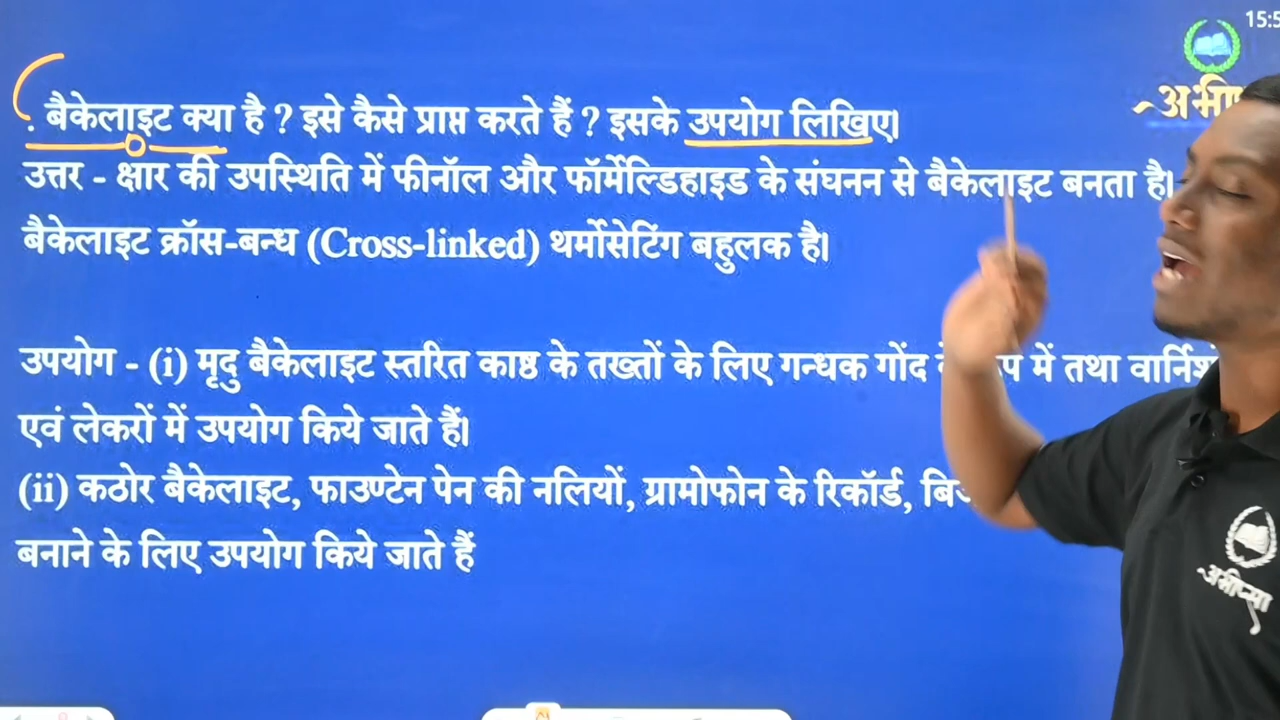 15:5
अभी
. बैकेलाइट क्या है ? इसे कैसे प्राप्त करते हैं ? इसके उपयोग लिखिए।
उत्तर - क्षार की उपस्थिति में फीनॉल और फॉर्मेल्डिहाइड के संघनन से बैकेलाइट बनता है।
बैकेलाइट क्रॉस-बन्ध (Cross-linked) थर्मोसेटिंग बहुलक है।
उपयोग - (i) मृदु बैकेलाइट स्तरित काष्ठ के तख्तों के लिए गन्धक गोंद में तथा
एवं लेकरों में उपयोग किये जाते हैं।
(ii) कठोर बैकेलाइट, फाउण्टेन पेन की नलियों, ग्रामोफोन के रिकॉर्ड,
बनाने के लिए उपयोग किये जाते हैं
अभीप्सा